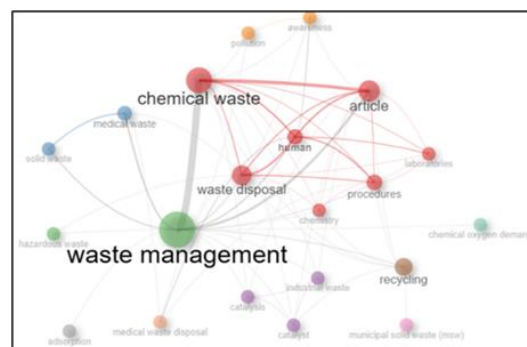 awareness
pollution
chemical waste
article
medical waste
human
solid waste
laboratories
waste disposal
procedures
chemistry
chemical oxygen deman
hazardous waste
waste management
recycling
industrial waste
catalysis
medical waste disposal
catalyst
municipal solid waste (msw)
adsorption